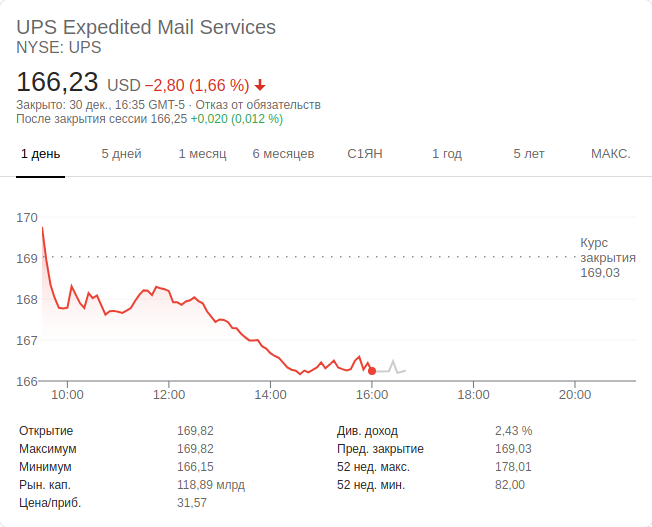 UPS Expedited Mail Services
NYSE: UPS
166,23 USD −2,80 (1,66 %)
Закрыто: 30 дек., 16:35 GMT-5 · Отказ от обязательств
После закрытия сессии 166,25 +0,020 (0,012 %)
1 день 5 дней 1 месяц 6 месяцев С1ЯН 1 год 5 лет МАКС.
170
169
168
167
166
Курс
закрытия
169,03
10:00 12:00 14:00 16:00 18:00 20:00
Открытие 169,82 Див. доход 2,43 %
Максимум 169,82 Пред. закрытие 169,03
Минимум 166,15 52 нед. макс. 178,01
Рын. кап. 118,89 млрд 52 нед. мин. 82,00
Цена/приб. 31,57